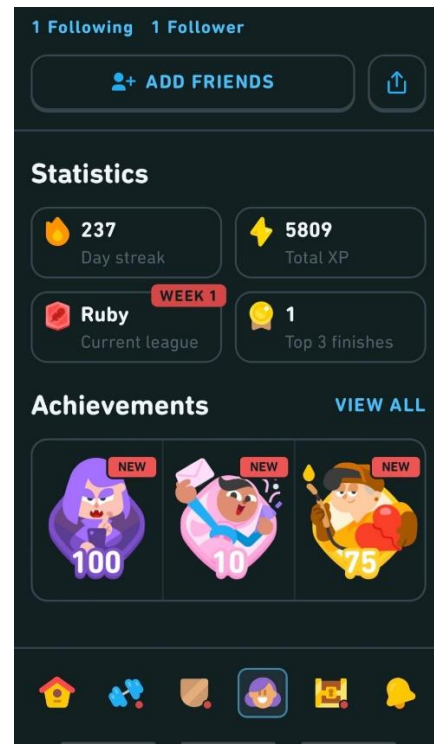 1 Following 1 Follower
ADD FRIENDS
Statistics
237
Day streak
5809
Total XP
WEEK 1
Ruby
Current league
1
Top 3 finishes
Achievements
VIEW ALL
NEW
NEW
NEW
100
10
75